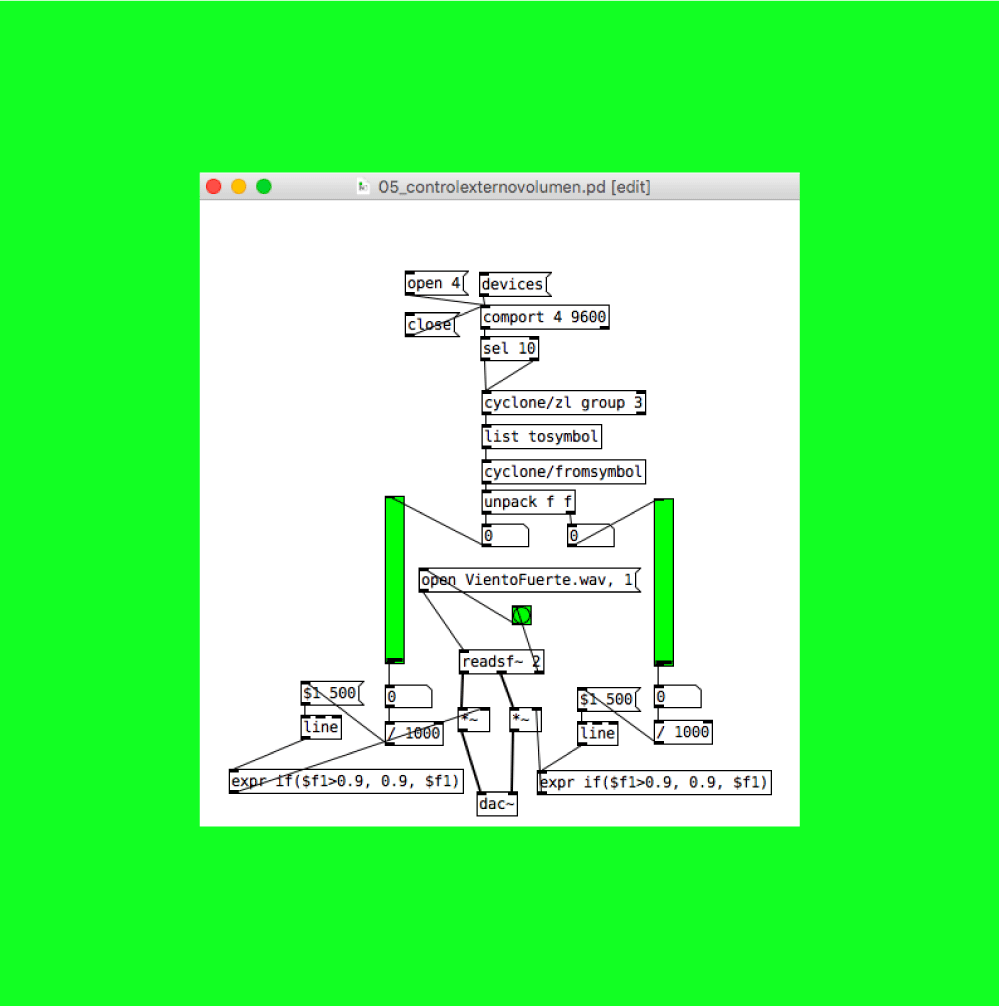 05_controlexternovolumen.pd [edit]
open 4
devices
close
comport 4 9600
sel 10
cyclone/zl group 3
list tosymbol
cyclone/fromsymbol
unpack f f
0
0
open VientoFuerte.wav, 1
readsf~ 2
$1 500
0
$1 500
0
line
/ 1000
*~
*~
line
/ 1000
expr if($f1>0.9, 0.9, $f1)
expr if($f1>0.9, 0.9, $f1)
dac~